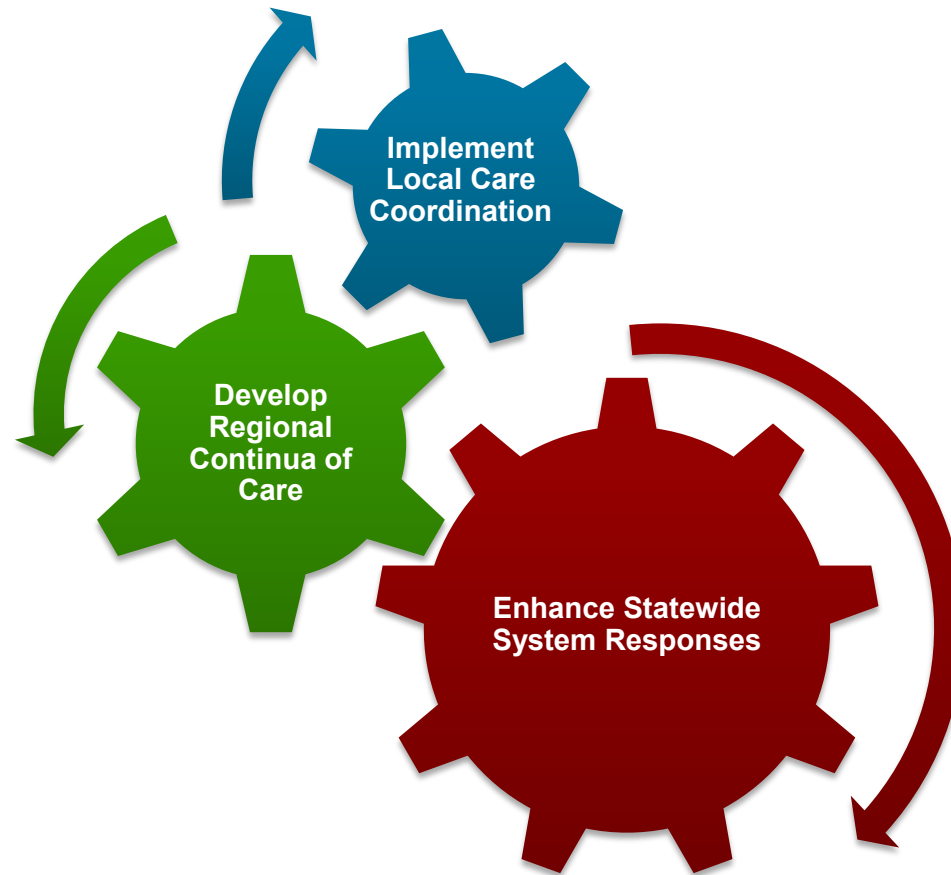 Implement
Local Care
Coordination
Develop
Regional
Continua of
Care
Enhance Statewide
System Responses